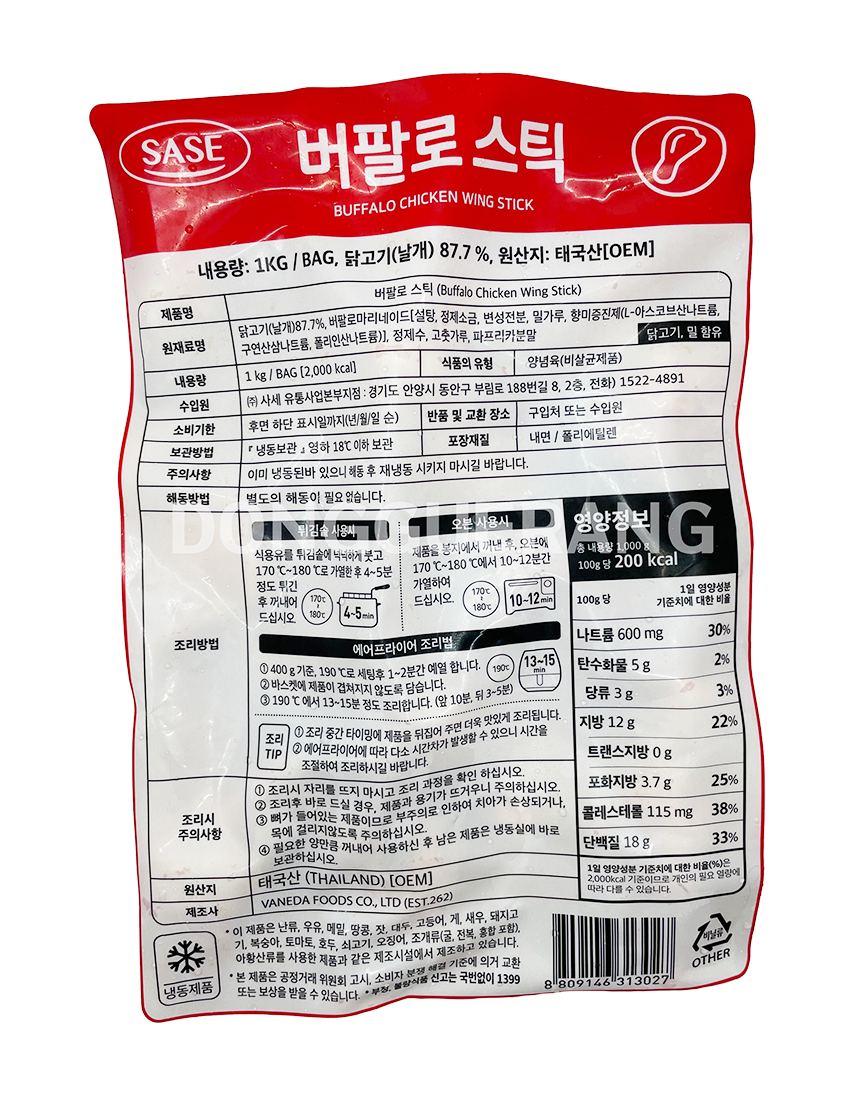 SASE
버팔로 스틱
BUFFALO CHICKEN WING STICK
내용량: 1KG / BAG, 닭고기(날개) 87.7 %, 원산지: 태국산[OEM]
제품명
버팔로 스틱 (Buffalo Chicken Wing Stick)
원재료명
닭고기(날개)87.7%, 버팔로마리네이드[설탕, 정제소금, 변성전분, 밀가루, 향미증진제(L-아스코브산나트륨,
구연산삼나트륨, 폴리인산나트륨)], 정제수, 고춧가루, 파프리카분말
닭고기, 밀 함유
내용량
1 kg / BAG [2,000 kcal]
식품의 유형
양념육(비살균제품)
수입원
㈜ 사세 유통사업본부지점 : 경기도 안양시 동안구 부림로 188번길 8, 2층, 전화) 1522-4891
소비기한
후면 하단 표시일까지(년/월/일 순)
반품 및 교환 장소
구입처 또는 수입원
보관방법
『 냉동보관 』 영하 18℃ 이하 보관
포장재질
내면 / 폴리에틸렌
주의사항
이미 냉동된바 있으니 해동 후 재냉동 시키지 마시길 바랍니다.
해동방법
별도의 해동이 필요 없습니다.
조리방법
튀김솥 사용시
식용유를 튀김솥에 넉넉하게 붓고
170 ℃~180 ℃로 가열한 후 4~5분
정도 튀긴
후 꺼내어
드십시오.
170℃
~
180℃
4~5min
오븐 사용시
제품을 봉지에서 꺼낸 후, 오븐에
170 ℃~180 ℃에서 10~12분간
가열하여
드십시오.
170℃
~
180℃
10~12min
에어프라이어 조리법
① 400 g 기준, 190 ℃로 세팅후 1~2분간 예열 합니다.
② 바스켓에 제품이 겹쳐지지 않도록 담습니다.
③ 190 ℃에서 13~15분 정도 조리합니다. (앞 10분, 뒤 3~5분)
190℃
13~15
min
조리
TIP
① 조리 중간 타이밍에 제품을 뒤집어 주면 더욱 맛있게 조리됩니다.
② 에어프라이어에 따라 다소 시간차가 발생할 수 있으니 시간을
조절하여 조리하시길 바랍니다.
조리시
주의사항
① 조리시 자리를 뜨지 마시고 조리 과정을 확인 하십시오.
② 조리후 바로 드실 경우, 제품과 용기가 뜨거우니 주의하십시오.
③ 뼈가 들어있는 제품이므로 부주의로 인하여 치아가 손상되거나,
목에 걸리지않도록 주의하십시오.
④ 필요한 양만큼 꺼내어 사용하신 후 남은 제품은 냉동실에 바로
보관하십시오.
원산지
태국산 (THAILAND) [OEM]
제조사
VANEDA FOODS CO., LTD (EST.262)
영양정보
총 내용량 1,000 g
100g 당 200 kcal
100g 당
1일 영양성분
기준치에 대한 비율
나트륨 600 mg 30%
탄수화물 5 g 2%
당류 3 g 3%
지방 12 g 22%
트랜스지방 0 g
포화지방 3.7 g 25%
콜레스테롤 115 mg 38%
단백질 18 g 33%
1일 영양성분 기준치에 대한 비율(%)은
2,000kcal 기준이므로 개인의 필요 열량에
따라 다를 수 있습니다.
냉동제품
* 이 제품은 난류, 우유, 메밀, 땅콩, 잣, 대두, 고등어, 게, 새우, 돼지고
기, 복숭아, 토마토, 호두, 쇠고기, 오징어, 조개류(굴, 전복, 홍합 포함),
아황산류를 사용한 제품과 같은 제조시설에서 제조하고 있습니다.
* 본 제품은 공정거래 위원회 고시, 소비자 분쟁 해결 기준에 의거 교환
또는 보상을 받을 수 있습니다. * 부정, 불량식품 신고는 국번없이 1399
8 809146 313027
비닐류
OTHER